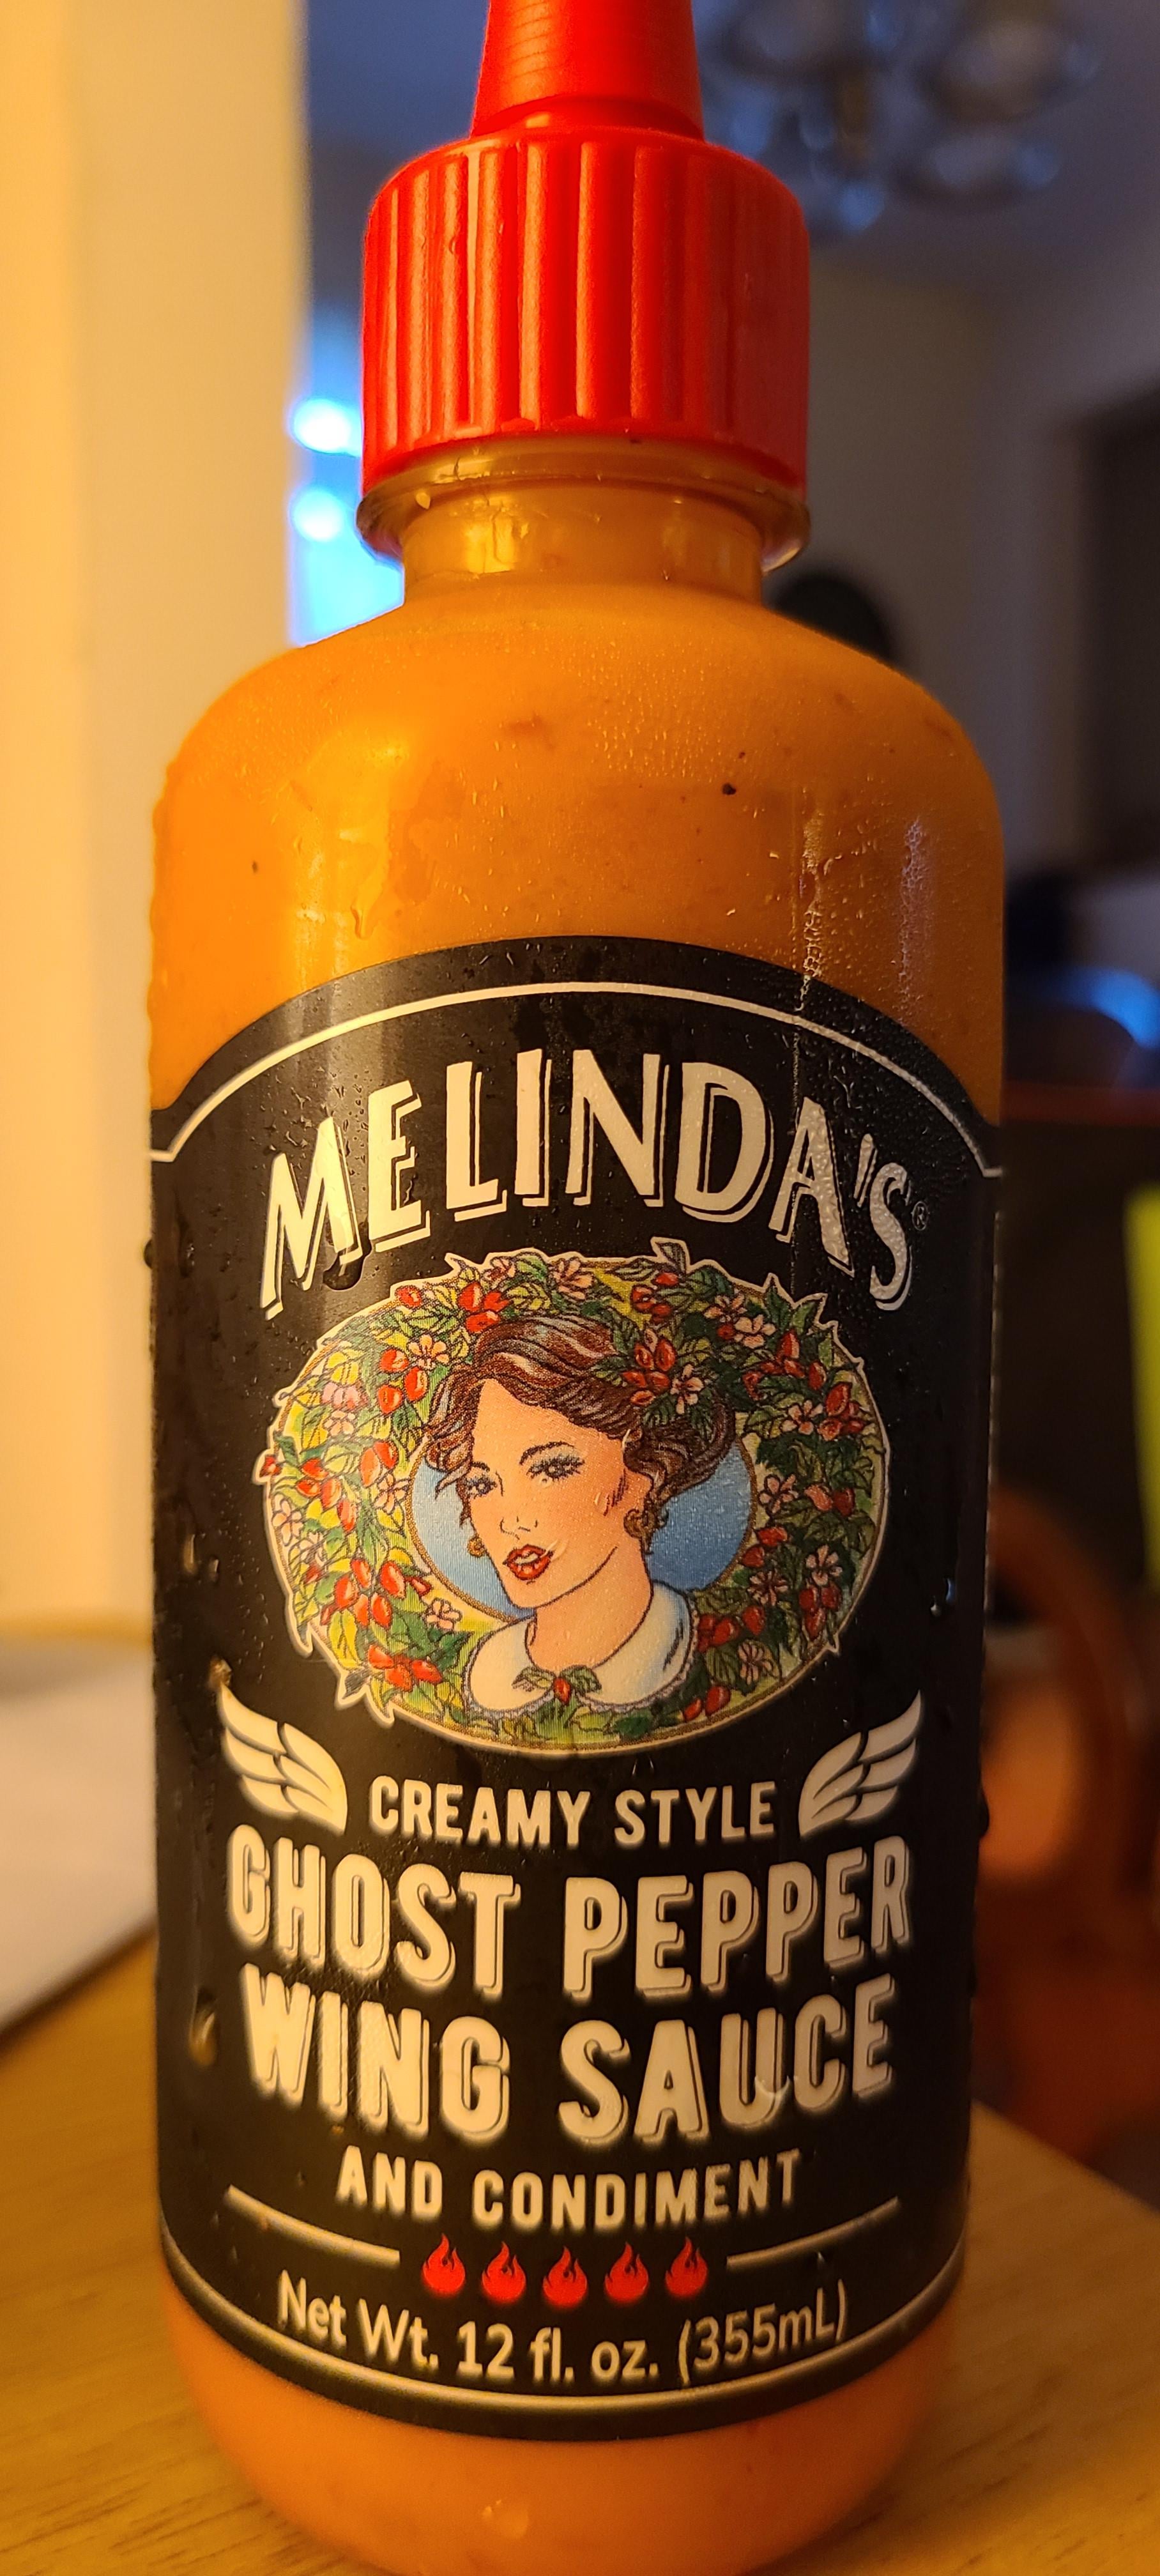 MELINDA'S®
CREAMY STYLE
GHOST PEPPER
WING SAUCE
AND CONDIMENT
Net Wt. 12 fl. oz. (355mL)